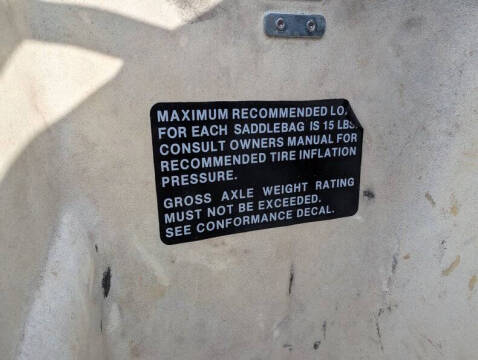 MAXIMUM RECOMMENDED LO
FOR EACH SADDLEBAG IS 15 LBS.
CONSULT OWNERS MANUAL FOR
RECOMMENDED TIRE INFLATION
PRESSURE.
GROSS AXLE WEIGHT RATING
MUST NOT BE EXCEEDED.
SEE CONFORMANCE DECAL.